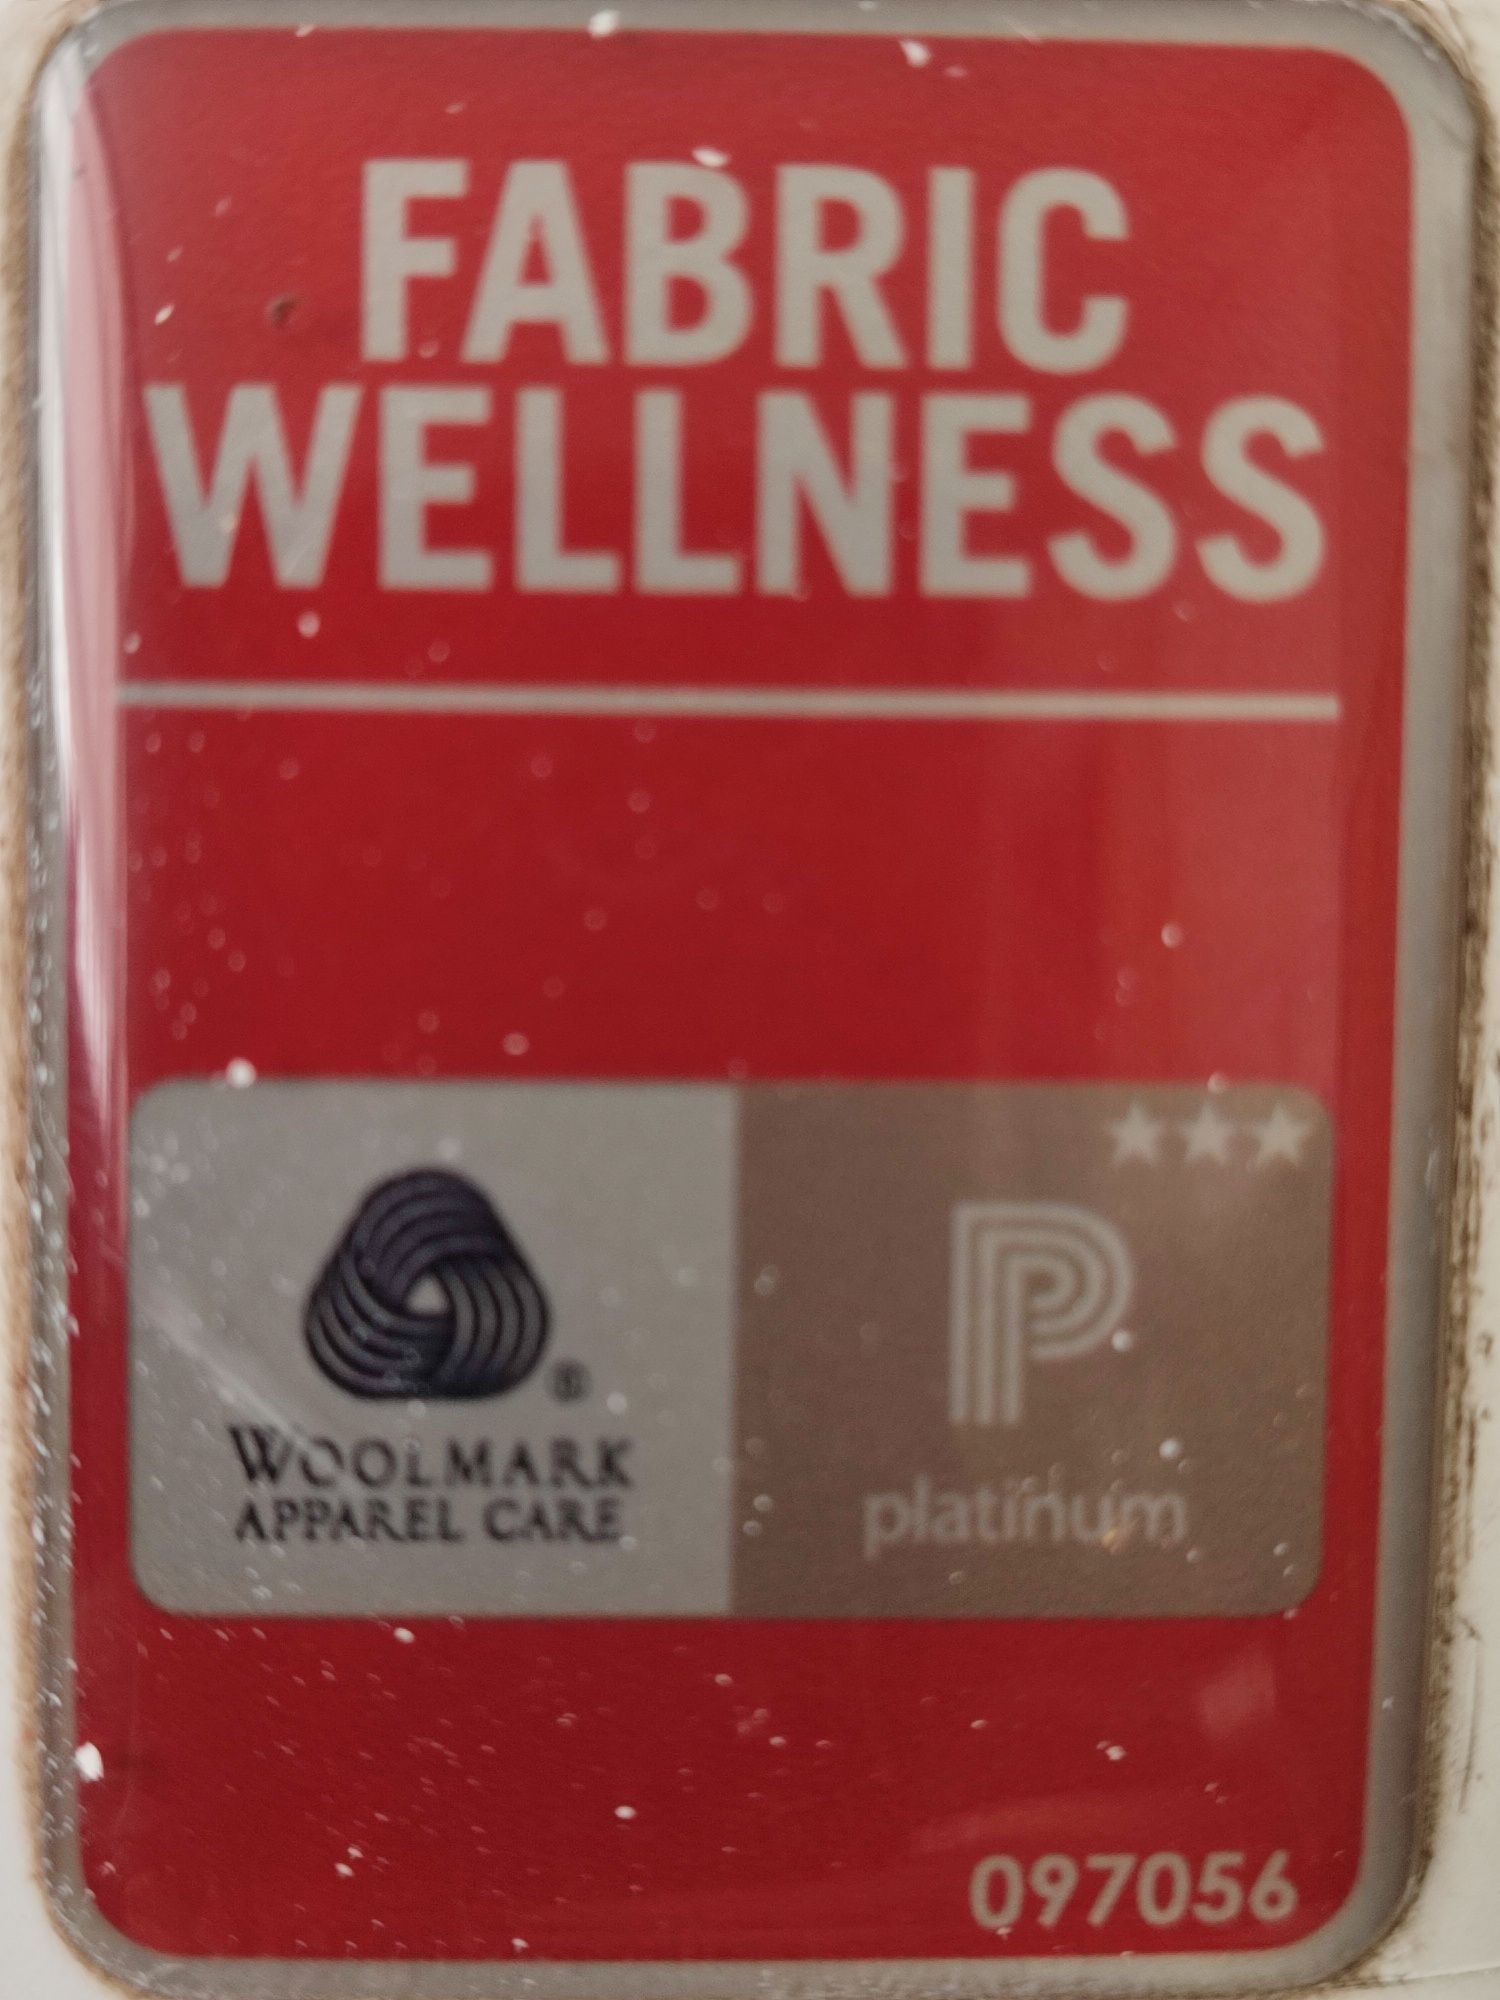 FABRIC
WELLNESS
P
®
WOOLMARK
APPAREL CARE
platinum
097056